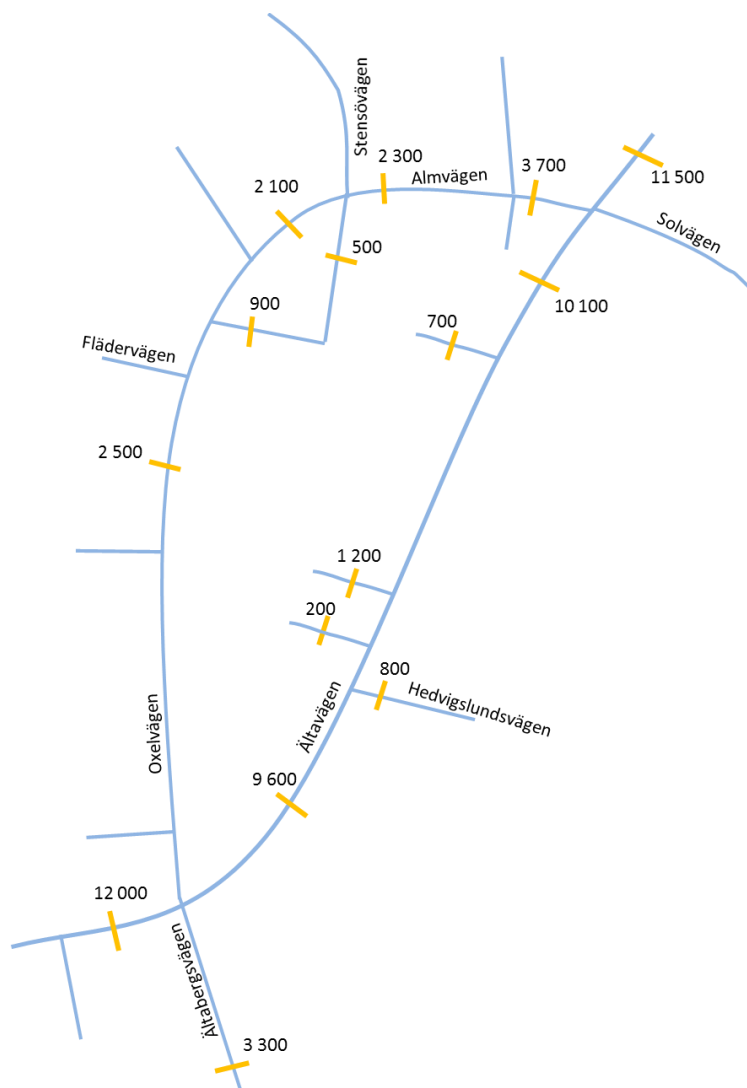 Stensövägen
2 300
Almvägen
3 700
11 500
2 100
Solvägen
500
900
10 100
700
Flädervägen
2 500
1 200
200
800
Hedvigslundsvägen
Ältavägen
Oxelvägen
9 600
12 000
Ältabergsvägen
3 300